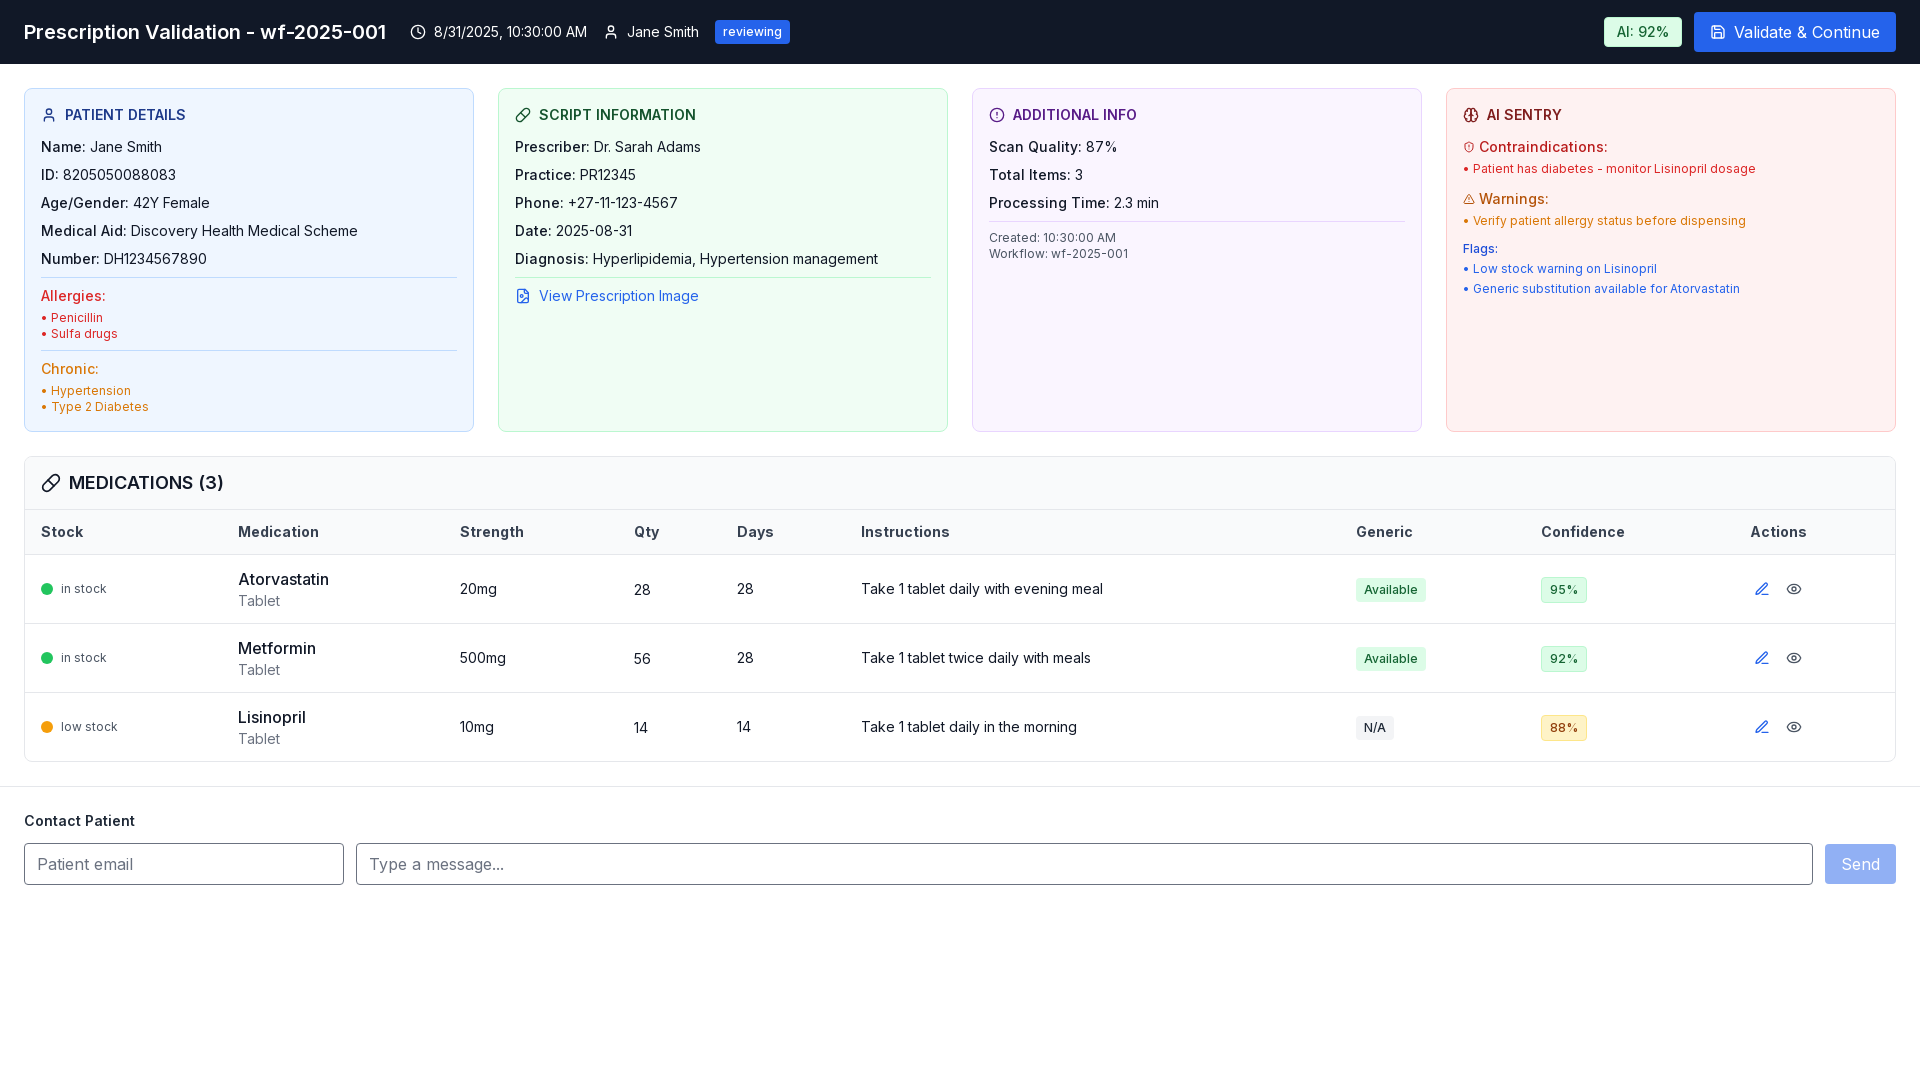 Prescription Validation - wf-2025-001
8/31/2025, 10:30:00 AM
Jane Smith
reviewing
AI: 92%
Validate & Continue
PATIENT DETAILS
Name: Jane Smith
ID: 8205050088083
Age/Gender: 42Y Female
Medical Aid: Discovery Health Medical Scheme
Number: DH1234567890
Allergies:
• Penicillin
• Sulfa drugs
Chronic:
• Hypertension
• Type 2 Diabetes
SCRIPT INFORMATION
Prescriber: Dr. Sarah Adams
Practice: PR12345
Phone: +27-11-123-4567
Date: 2025-08-31
Diagnosis: Hyperlipidemia, Hypertension management
View Prescription Image
ADDITIONAL INFO
Scan Quality: 87%
Total Items: 3
Processing Time: 2.3 min
Created: 10:30:00 AM
Workflow: wf-2025-001
AI SENTRY
Contraindications:
• Patient has diabetes - monitor Lisinopril dosage
Warnings:
• Verify patient allergy status before dispensing
Flags:
• Low stock warning on Lisinopril
• Generic substitution available for Atorvastatin
MEDICATIONS (3)
Stock Medication Strength Qty Days Instructions Generic Confidence Actions
in stock Atorvastatin 20mg 28 28 Take 1 tablet daily with evening meal Available 95%
Tablet
in stock Metformin 500mg 56 28 Take 1 tablet twice daily with meals Available 92%
Tablet
low stock Lisinopril 10mg 14 14 Take 1 tablet daily in the morning N/A 88%
Tablet
Contact Patient
Patient email
Type a message...
Send